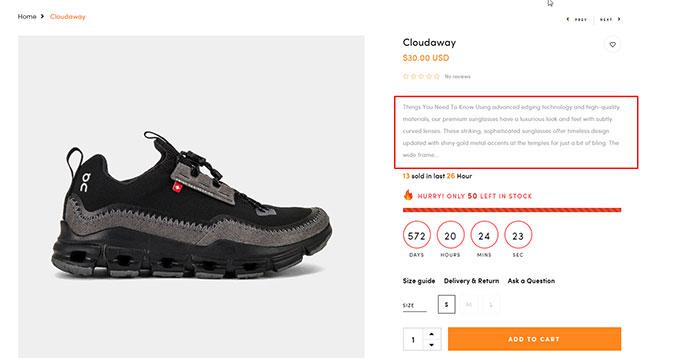 Home > Cloudaway
PREV NEXT
Cloudaway
$30.00 USD
No reviews
Things You Need To Know Using advanced edging technology and high-quality
materials, our premium sunglasses have a luxurious look and feel with subtly
curved lenses. These striking, sophisticated sunglasses offer timeless design
updated with shiny gold metal accents at the temples for just a bit of bling. The
wide frame...
13 sold in last 26 Hour
HURRY! ONLY 50 LEFT IN STOCK
572 20 24 23
DAYS HOURS MINS SEC
Size guide Delivery & Return Ask a Question
SIZE S M L
1 ADD TO CART